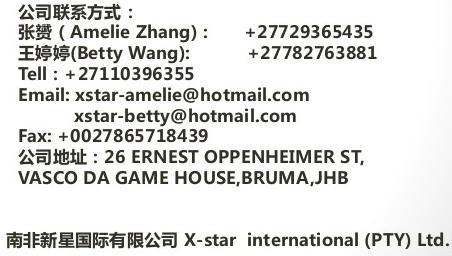 公司联系方式：
张赟（Amelie Zhang)： +27729365435
王婷婷(Betty Wang): +27782763881
Tell：+27110396355
Email: xstar-amelie@hotmail.com
xstar-betty@hotmail.com
Fax: +0027865718439
公司地址：26 ERNEST OPPENHEIMER ST,
VASCO DA GAME HOUSE,BRUMA,JHB
南非新星国际有限公司 X-star international (PTY) Ltd.